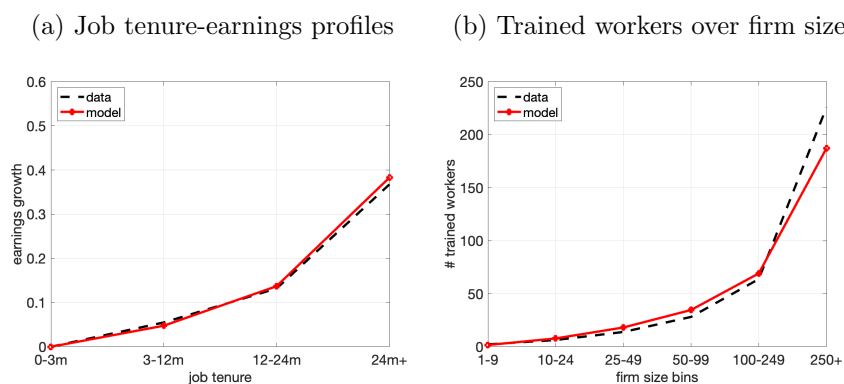 (a) Job tenure-earnings profiles
(b) Trained workers over firm size
0.6
0.5
0.4
0.3
0.2
0.1
0
earnings growth
data
model
0-3m
3-12m
12-24m
24m+
job tenure
250
200
150
100
50
0
# trained workers
data
model
1-9
10-24
25-49
50-99
100-249
250+
firm size bins